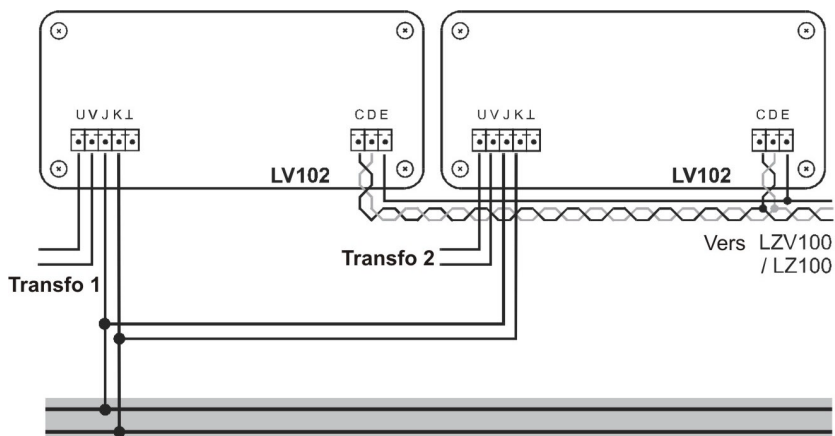 UVJK⊥
CDE
UVJK⊥
CDE
LV102
LV102
Transfo 1
Transfo 2
Vers LZV100
/ LZ100